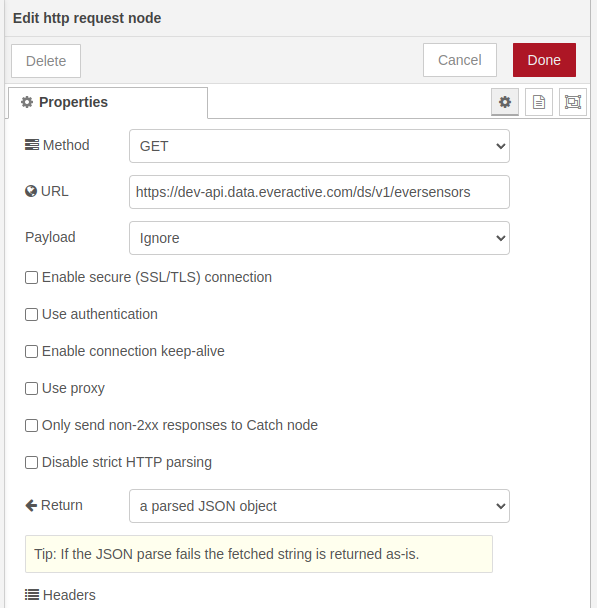 Edit http request node
Delete
Cancel
Done
Properties
Method
GET
URL
https://dev-api.data.everactive.com/ds/v1/eversensors
Payload
Ignore
Enable secure (SSL/TLS) connection
Use authentication
Enable connection keep-alive
Use proxy
Only send non-2xx responses to Catch node
Disable strict HTTP parsing
Return
a parsed JSON object
Tip: If the JSON parse fails the fetched string is returned as-is.
Headers